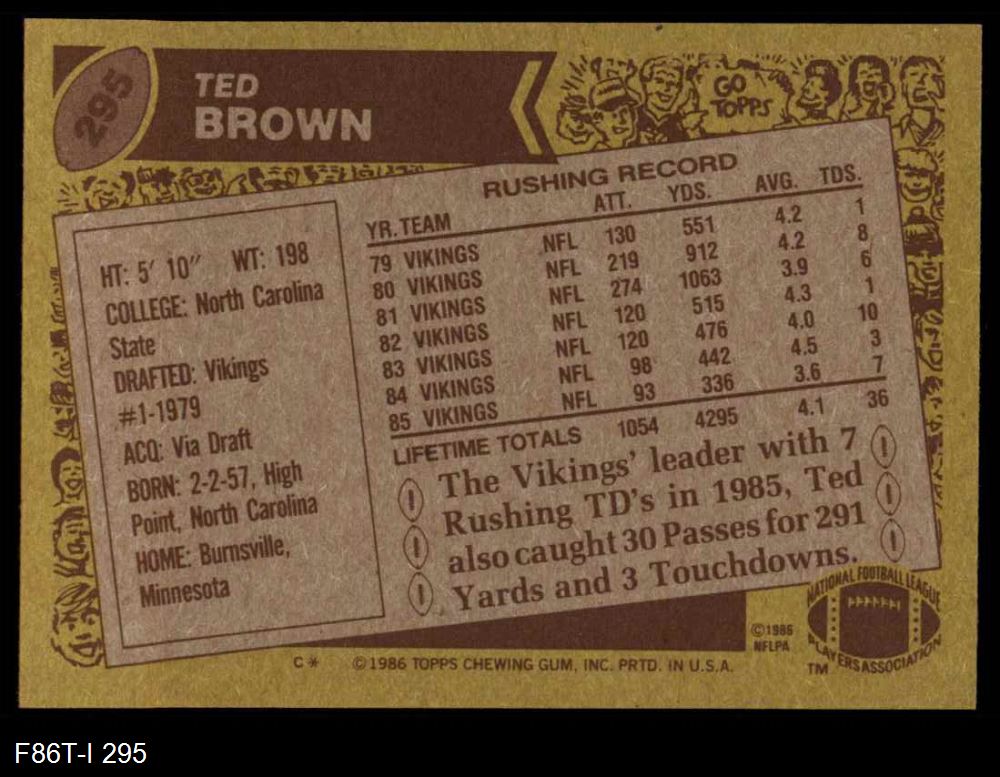 295
TED
BROWN
GO
TOPPS
RUSHING RECORD
YR. TEAM ATT. YDS. AVG. TDS.
79 VIKINGS NFL 130 551 4.2 1
80 VIKINGS NFL 219 912 4.2 8
81 VIKINGS NFL 274 1063 3.9 6
82 VIKINGS NFL 120 515 4.3 1
83 VIKINGS NFL 120 476 4.0 10
84 VIKINGS NFL 98 442 4.5 3
85 VIKINGS NFL 93 336 3.6 7
LIFETIME TOTALS 1054 4295 4.1 36
HT: 5' 10" WT: 198
COLLEGE: North Carolina
State
DRAFTED: Vikings
#1-1979
ACQ: Via Draft
BORN: 2-2-57, High
Point, North Carolina
HOME: Burnsville,
Minnesota
The Vikings' leader with 7
Rushing TD's in 1985, Ted
also caught 30 Passes for 291
Yards and 3 Touchdowns.
©1986
NFLPA
NATIONAL FOOTBALL LEAGUE
PLAYERS ASSOCIATION
TM
C* ©1986 TOPPS CHEWING GUM, INC. PRTD. IN U.S.A.
F86T-I 295